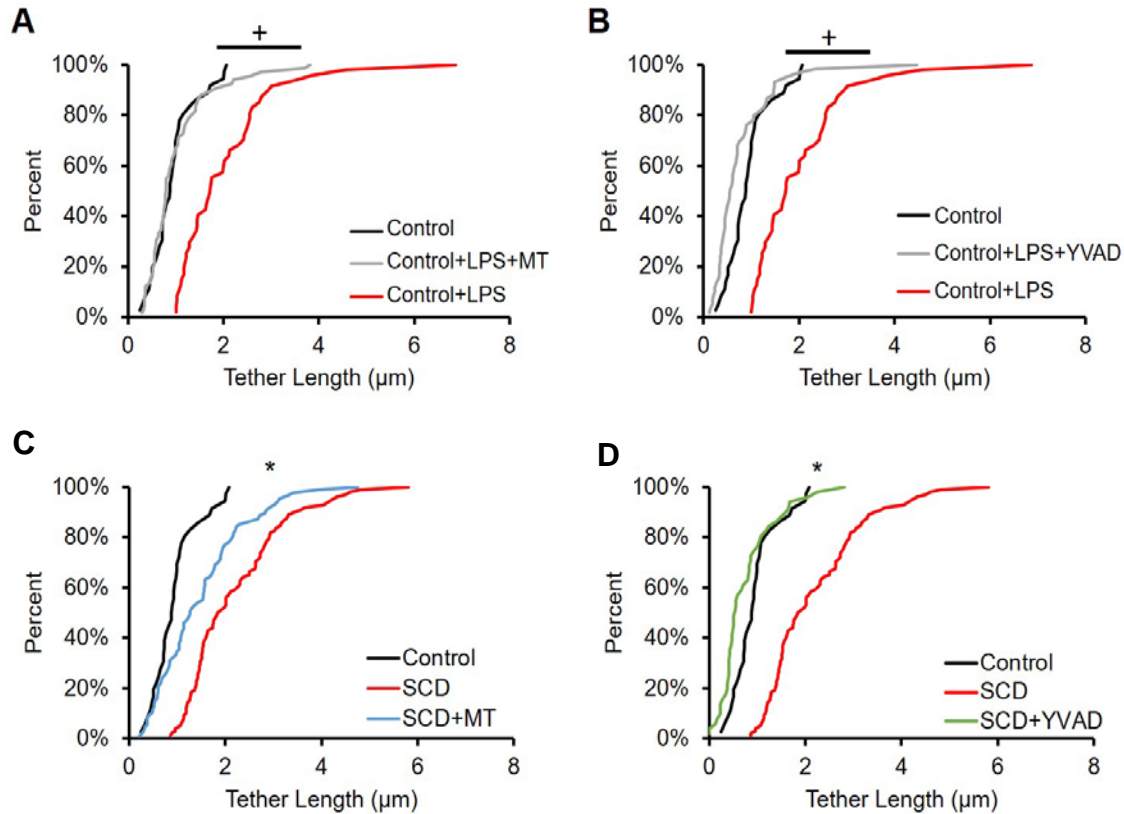 A
+
100%
80%
60%
40%
20%
0%
Percent
Control
Control+LPS+MT
Control+LPS
0 2 4 6 8
Tether Length (µm)
B
+
100%
80%
60%
40%
20%
0%
Percent
Control
Control+LPS+YVAD
Control+LPS
0 2 4 6 8
Tether Length (µm)
C
*
100%
80%
60%
40%
20%
0%
Percent
Control
SCD
SCD+MT
0 2 4 6 8
Tether Length (µm)
D
*
100%
80%
60%
40%
20%
0%
Percent
Control
SCD
SCD+YVAD
0 2 4 6 8
Tether Length (µm)